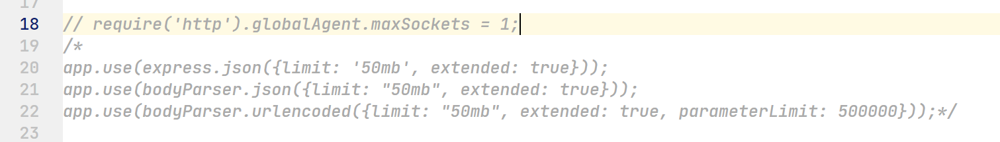 17
18 // require('http').globalAgent.maxSockets = 1;
19 /*
20 app.use(express.json({limit: '50mb', extended: true}));
21 app.use(bodyParser.json({limit: "50mb", extended: true}));
22 app.use(bodyParser.urlencoded({limit: "50mb", extended: true, parameterLimit: 500000}));*/
23